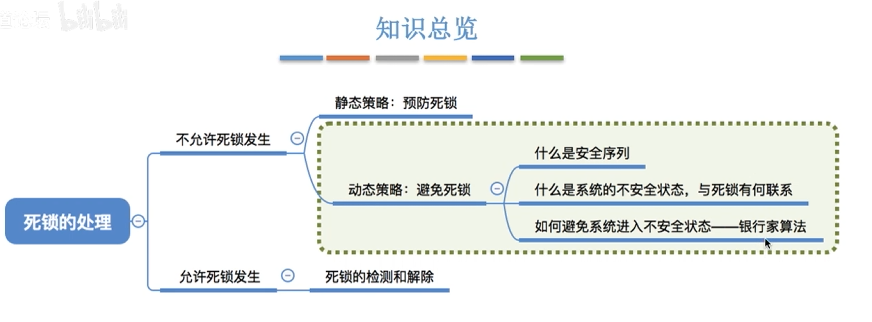 bilibili
知识总览
静态策略：预防死锁
不允许死锁发生
什么是安全序列
动态策略：避免死锁
什么是系统的不安全状态，与死锁有何联系
如何避免系统进入不安全状态——银行家算法
死锁的处理
允许死锁发生
死锁的检测和解除